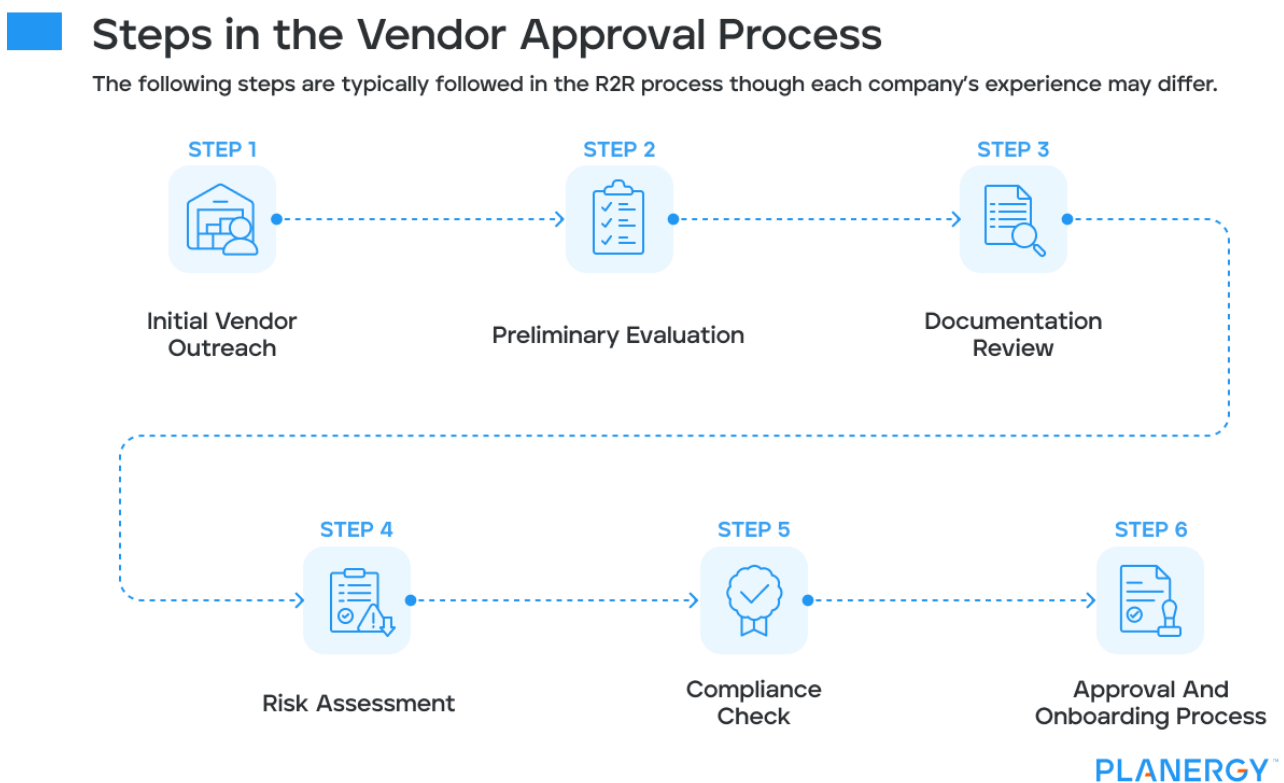 Steps in the Vendor Approval Process
The following steps are typically followed in the R2R process though each company's experience may differ.
STEP 1
Initial Vendor
Outreach
STEP 2
Preliminary Evaluation
STEP 3
Documentation
Review
STEP 4
Risk Assessment
STEP 5
Compliance
Check
STEP 6
Approval And
Onboarding Process
PLANERGY™